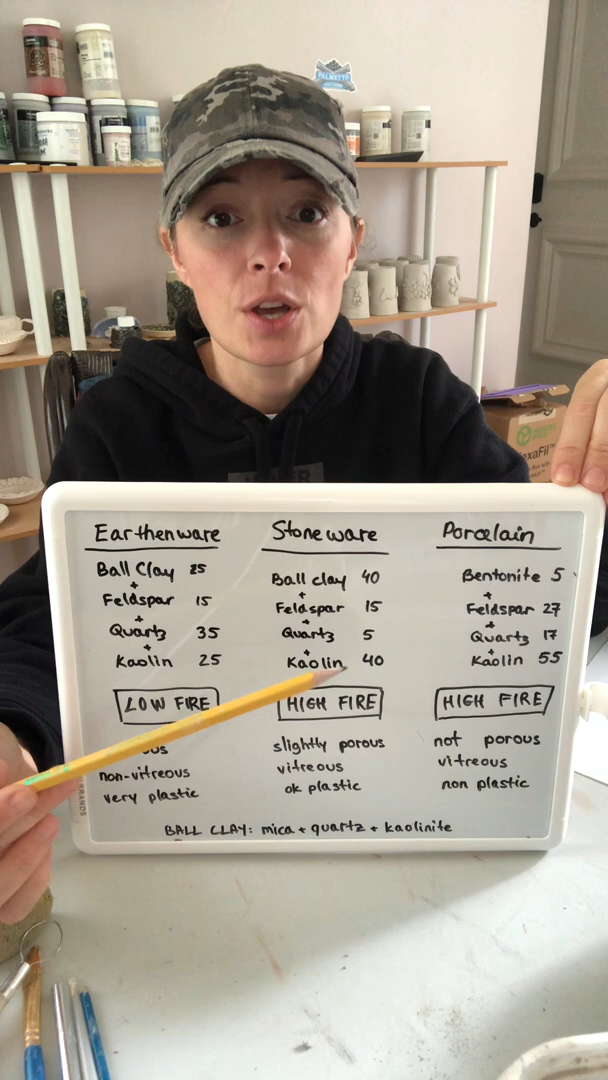 PALMETTO
Earthenware
Ball Clay 25
+
Feldspar 15
+
Quartz 35
+
Kaolin 25
LOW FIRE
non-vitreous
very plastic
Stoneware
Ball clay 40
+
Feldspar 15
+
Quartz 5
+
Kaolin 40
HIGH FIRE
slightly porous
vitreous
ok plastic
Porcelain
Bentonite 5
+
Feldspar 27
+
Quartz 17
+
Kaolin 55
HIGH FIRE
not porous
vitreous
non plastic
BALL CLAY: mica + quartz + kaolinite